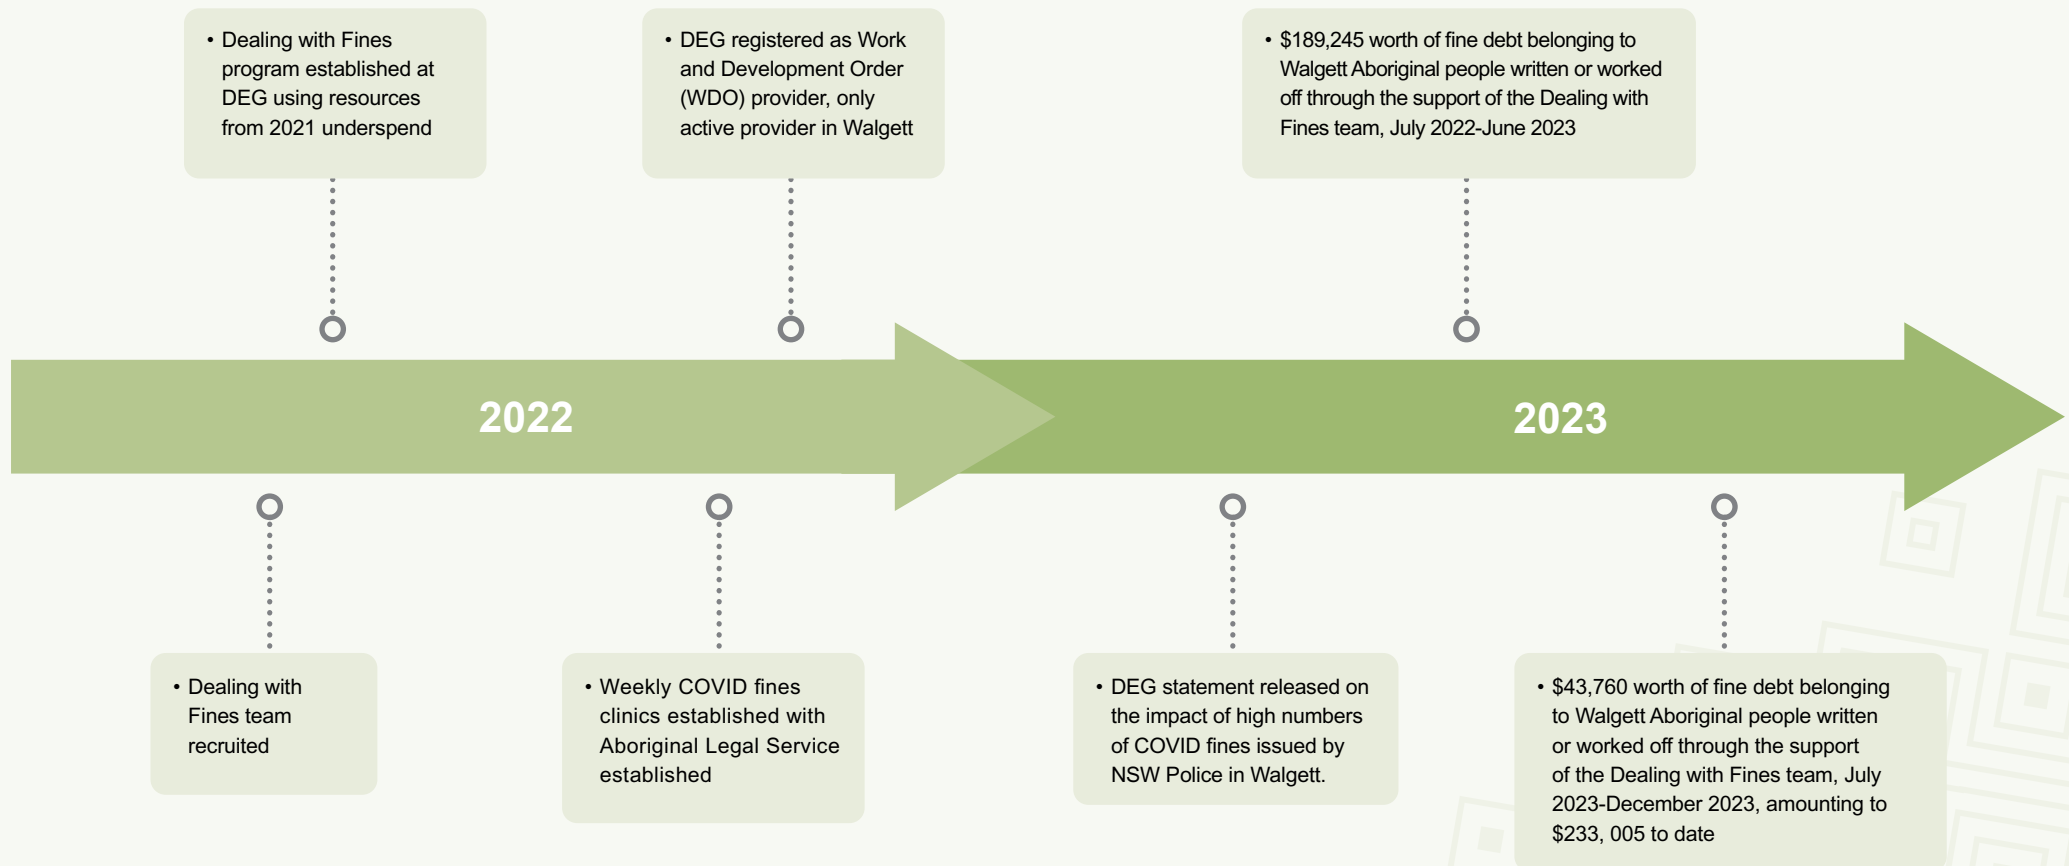 • Dealing with Fines
program established at
DEG using resources
from 2021 underspend
• DEG registered as Work
and Development Order
(WDO) provider, only
active provider in Walgett
• $189,245 worth of fine debt belonging to
Walgett Aboriginal people written or worked
off through the support of the Dealing with
Fines team, July 2022-June 2023
2022
2023
• Dealing with
Fines team
recruited
• Weekly COVID fines
clinics established with
Aboriginal Legal Service
established
• DEG statement released on
the impact of high numbers
of COVID fines issued by
NSW Police in Walgett.
• $43,760 worth of fine debt belonging
to Walgett Aboriginal people written
or worked off through the support
of the Dealing with Fines team, July
2023-December 2023, amounting to
$233, 005 to date